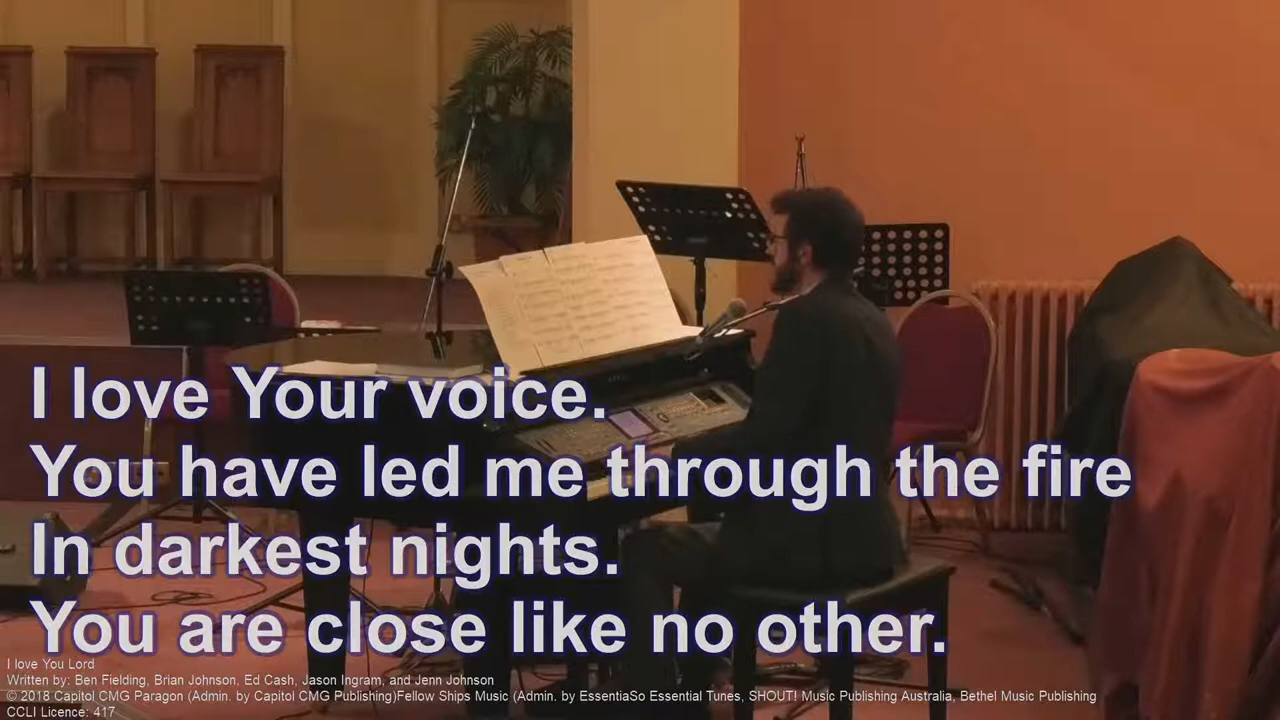 I love Your voice.
You have led me through the fire
In darkest nights.
You are close like no other.
I love You Lord
Written by: Ben Fielding, Brian Johnson, Ed Cash, Jason Ingram, and Jenn Johnson
© 2018 Capitol CMG Paragon (Admin. by Capitol CMG Publishing)Fellow Ships Music (Admin. by EssentiaSo Essential Tunes, SHOUT! Music Publishing Australia, Bethel Music Publishing
CCLI Licence: 417